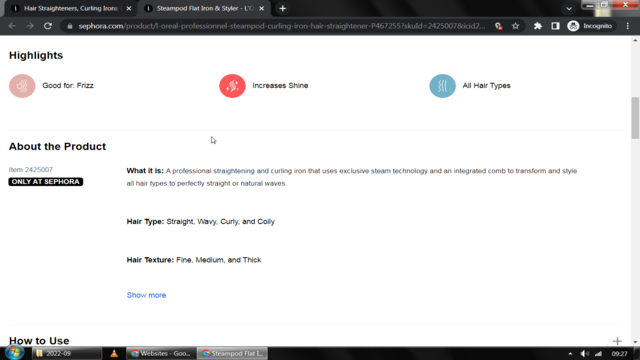 Hair Straighteners, Curling Irons
Steampod Flat Iron & Styler - L'O
sephora.com/product/l-oreal-professionnel-steampod-curling-iron-hair-straightener-P467255?skuId=2425007&icid2...
Incognito
Highlights
Good for: Frizz
Increases Shine
All Hair Types
About the Product
Item 2425007
ONLY AT SEPHORA
What it is: A professional straightening and curling iron that uses exclusive steam technology and an integrated comb to transform and style
all hair types to perfectly straight or natural waves.
Hair Type: Straight, Wavy, Curly, and Coily
Hair Texture: Fine, Medium, and Thick
Show more
How to Use
2022-09
Websites - Goo...
Steampod Flat I...
09:27